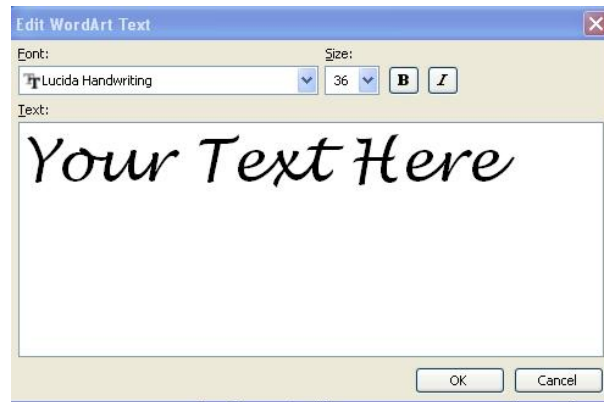 Edit WordArt Text
Font: Size:
Lucida Handwriting 36 B I
Text:
Your Text Here
OK Cancel